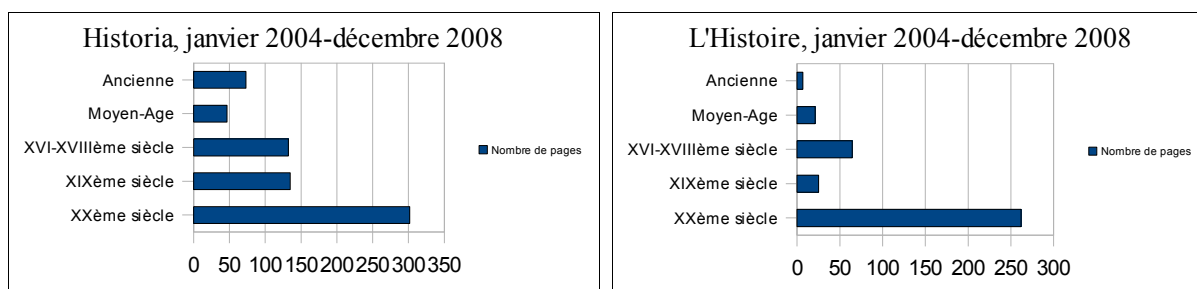 Historia, janvier 2004-décembre 2008
Ancienne
Moyen-Age
XVI-XVIIIème siècle
XIXème siècle
XXème siècle
Nombre de pages
0 50 100 150 200 250 300 350
L'Histoire, janvier 2004-décembre 2008
Ancienne
Moyen-Age
XVI-XVIIIème siècle
XIXème siècle
XXème siècle
Nombre de pages
0 50 100 150 200 250 300